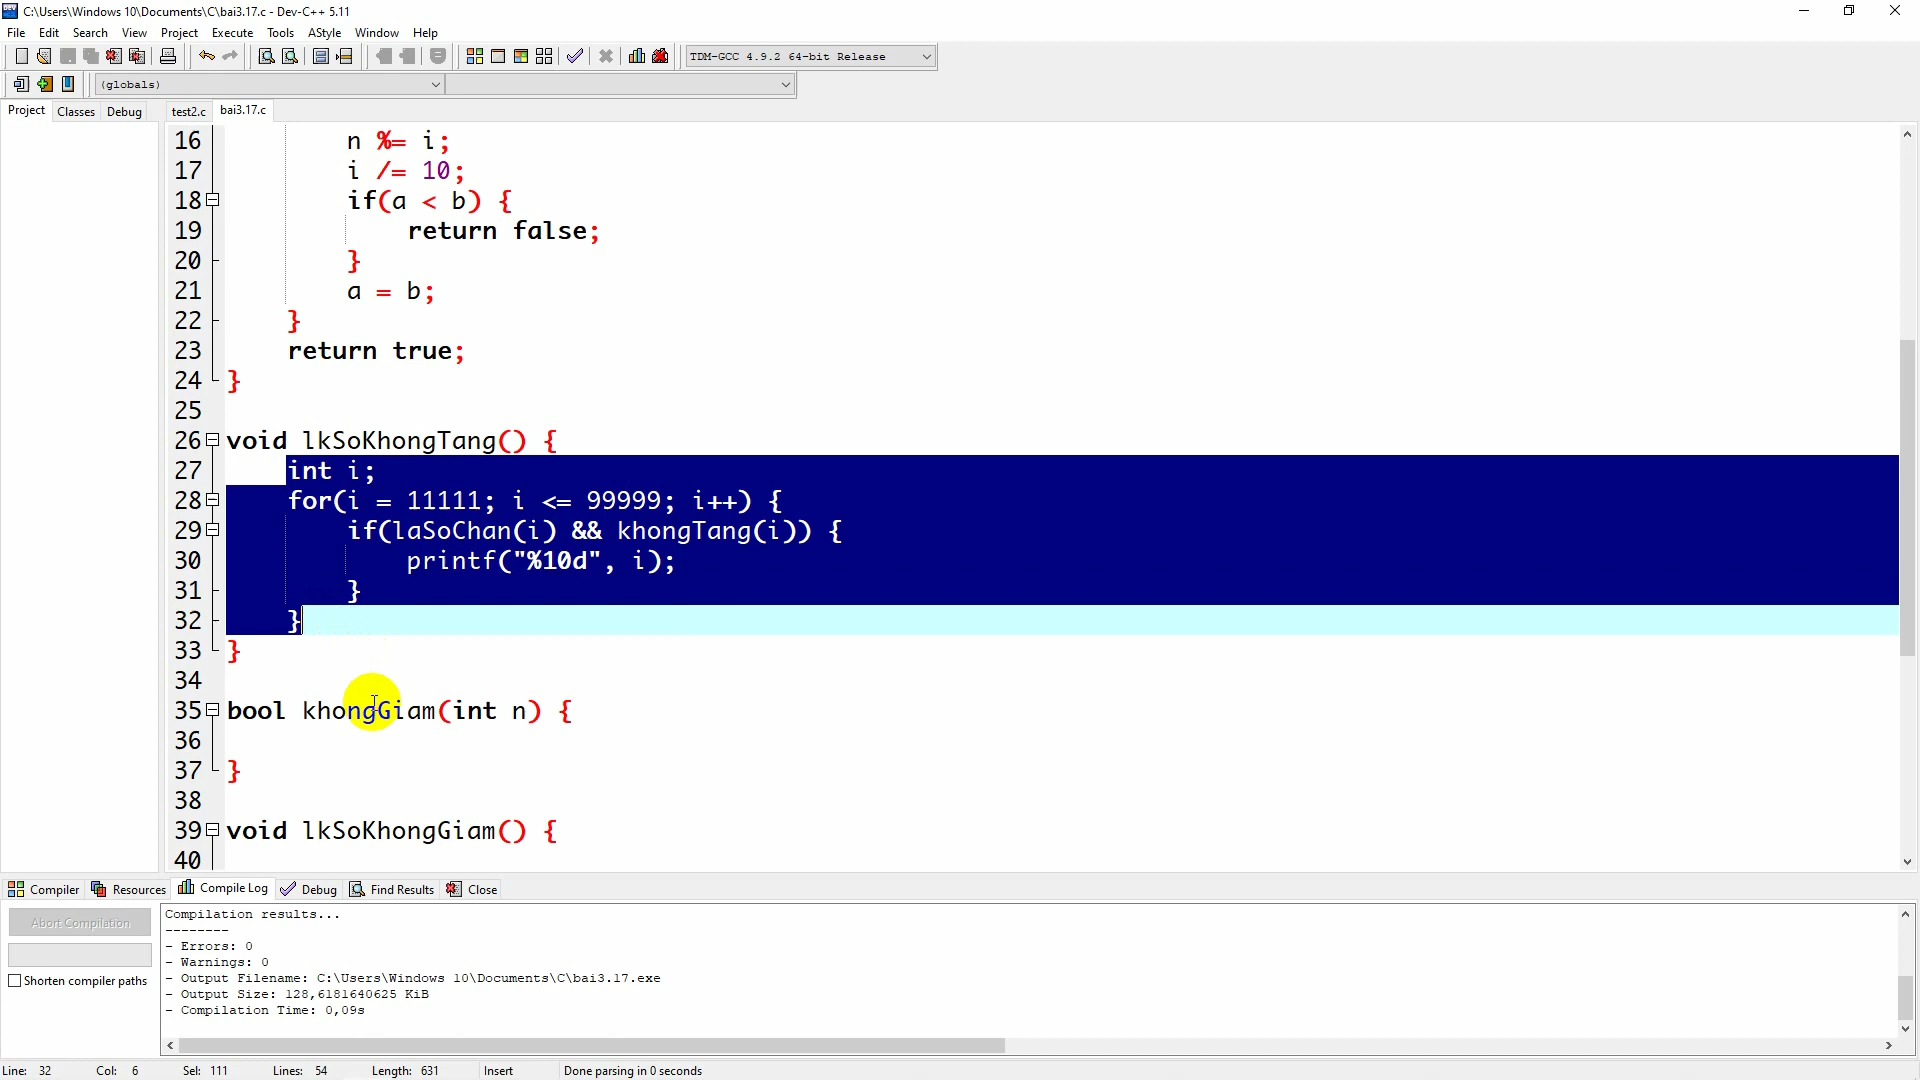 C:\Users\Windows 10\Documents\C\bai3.17.c - Dev-C++ 5.11
File Edit Search View Project Execute Tools AStyle Window Help
TDM-GCC 4.9.2 64-bit Release
(globals)
Project Classes Debug test2.c bai3.17.c
16 n %= i;
17 i /= 10;
18 if(a < b) {
19 return false;
20 }
21 a = b;
22 }
23 return true;
24 }
25
26 void lkSoKhongTang() {
27 int i;
28 for(i = 11111; i <= 99999; i++) {
29 if(laSoChan(i) && khongTang(i)) {
30 printf("%10d", i);
31 }
32 }
33 }
34
35 bool khongGiam(int n) {
36
37 }
38
39 void lkSoKhongGiam() {
40
Compiler Resources Compile Log Debug Find Results Close
Abort Compilation
Shorten compiler paths
Compilation results...
--------
- Errors: 0
- Warnings: 0
- Output Filename: C:\Users\Windows 10\Documents\C\bai3.17.exe
- Output Size: 128,6181640625 KiB
- Compilation Time: 0,09s
Line: 32 Col: 6 Sel: 111 Lines: 54 Length: 631 Insert Done parsing in 0 seconds